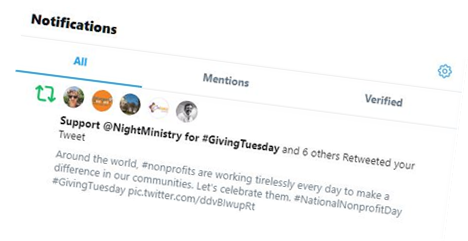 Notifications
All
Mentions
Verified
Support @NightMinistry for #GivingTuesday and 6 others Retweeted your
Tweet
Around the world, #nonprofits are working tirelessly every day to make a
difference in our communities. Let's celebrate them. #NationalNonprofitDay
#GivingTuesday pic.twitter.com/ddvBlwupRt